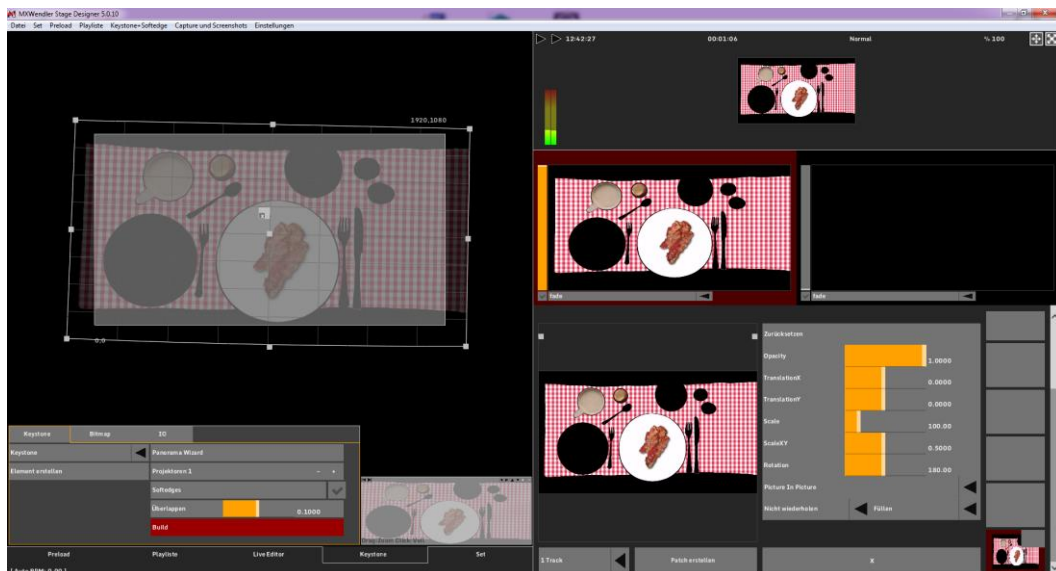 MXWendler Stage Designer 5.0.10
Datei Set Preload Playliste Keystone+Softedge Capture und Screenshots Einstellungen
12:42:27 00:01:06 Normal % 100
1920,1080
0,0
fade
fade
Zurücksetzen
Opacity 1.0000
TranslationX 0.0000
TranslationY 0.0000
Scale 100.00
ScaleXY 0.5000
Rotation 180.00
Picture In Picture
Nicht wiederholen Füllen
Keystone Bitmap IO
Keystone Panorama Wizard
Element erstellen Projektoren 1 - +
Softedges
Überlappen 0.1000
Build
Preload Playliste Live Editor Keystone Set
1 Track Patch erstellen X